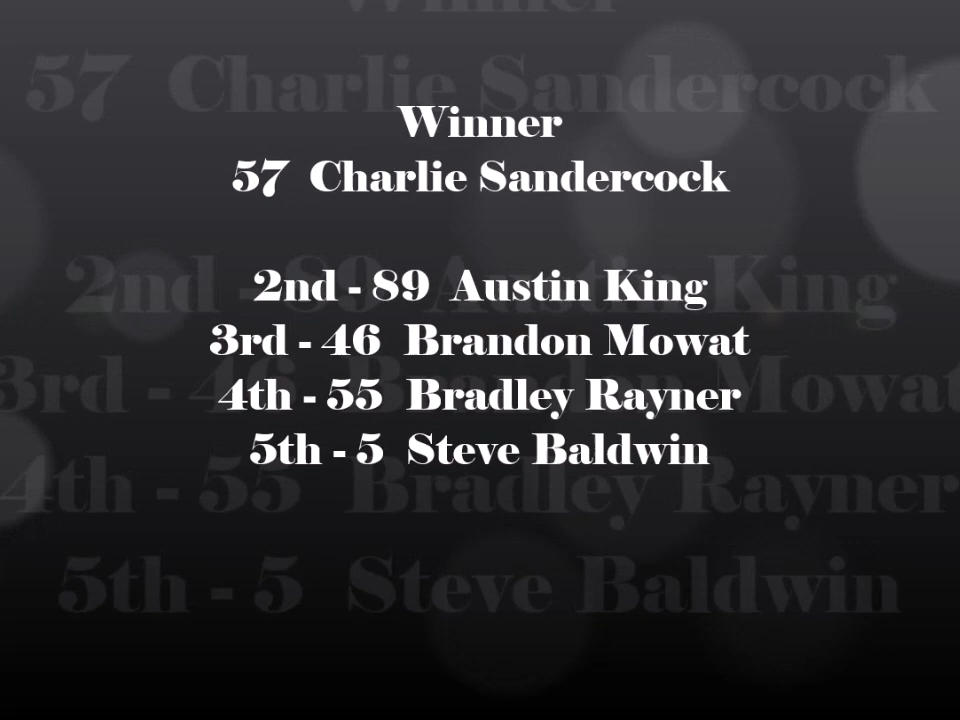 Winner
57 Charlie Sandercock
2nd - 89 Austin King
3rd - 46 Brandon Mowat
4th - 55 Bradley Rayner
5th - 5 Steve Baldwin